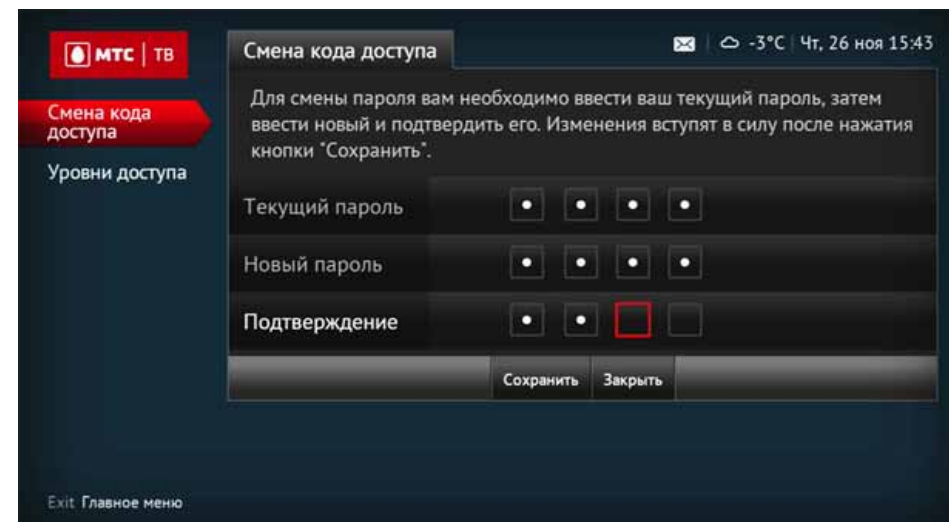 мтс | ТВ
Смена кода доступа
-3°C Чт, 26 ноя 15:43
Смена кода
доступа
Уровни доступа
Для смены пароля вам необходимо ввести ваш текущий пароль, затем
ввести новый и подтвердить его. Изменения вступят в силу после нажатия
кнопки "Сохранить".
Текущий пароль
Новый пароль
Подтверждение
Сохранить Закрыть
Exit Главное меню